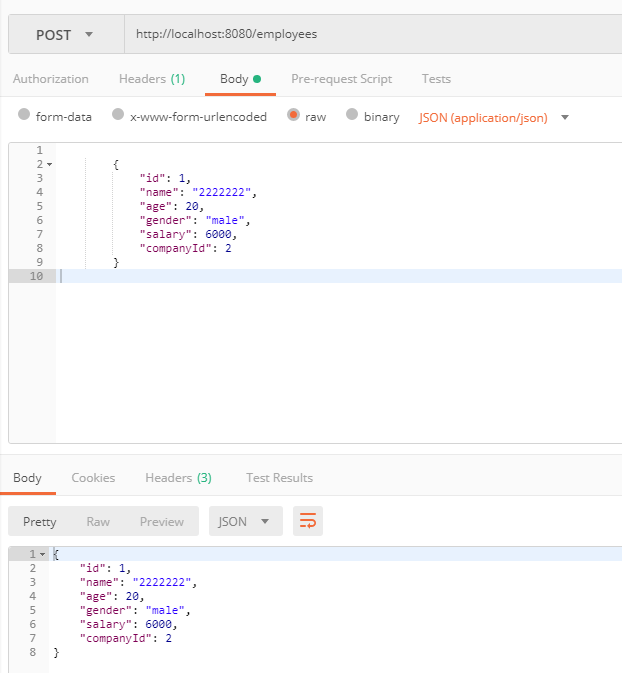 POST http://localhost:8080/employees
Authorization Headers (1) Body Pre-request Script Tests
form-data x-www-form-urlencoded raw binary JSON (application/json)
1
2 {
3 "id": 1,
4 "name": "2222222",
5 "age": 20,
6 "gender": "male",
7 "salary": 6000,
8 "companyId": 2
9 }
10
Body Cookies Headers (3) Test Results
Pretty Raw Preview JSON
1 {
2 "id": 1,
3 "name": "2222222",
4 "age": 20,
5 "gender": "male",
6 "salary": 6000,
7 "companyId": 2
8 }